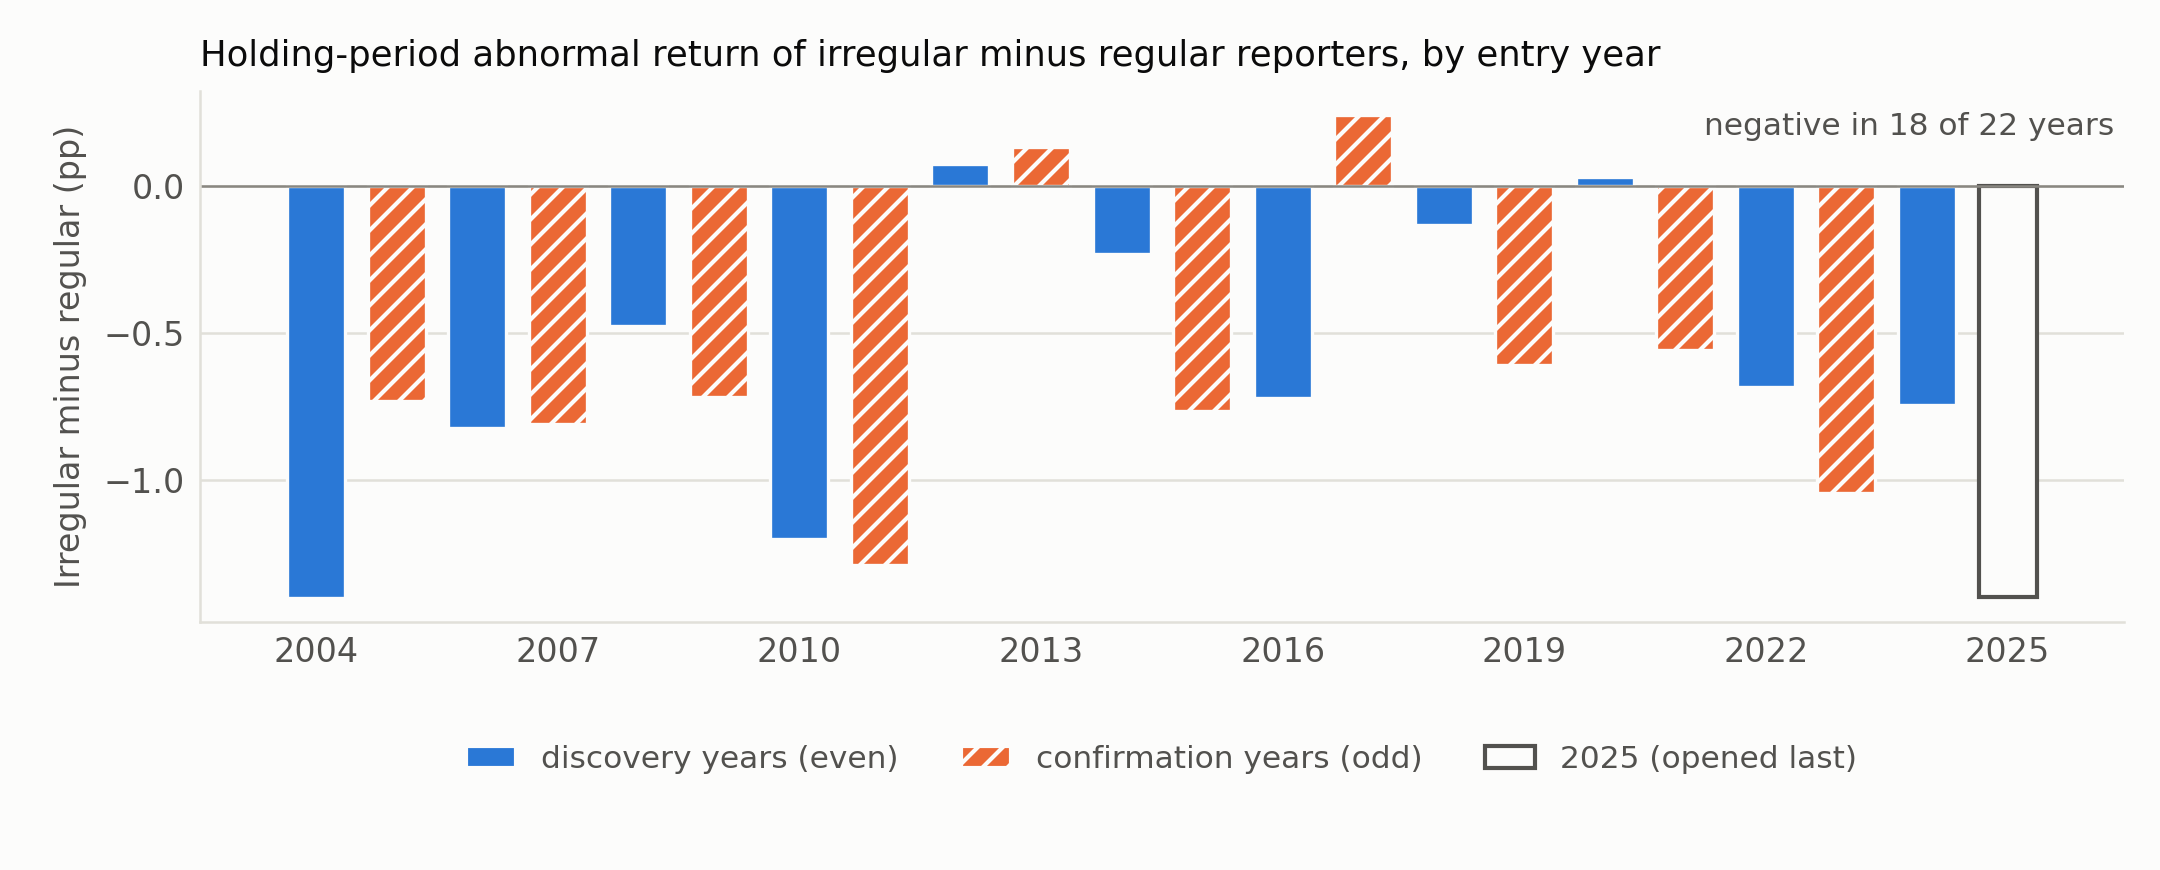 Holding-period abnormal return of irregular minus regular reporters, by entry year
negative in 18 of 22 years
Irregular minus regular (pp)
0.0
−0.5
−1.0
2004 2007 2010 2013 2016 2019 2022 2025
discovery years (even) confirmation years (odd) 2025 (opened last)